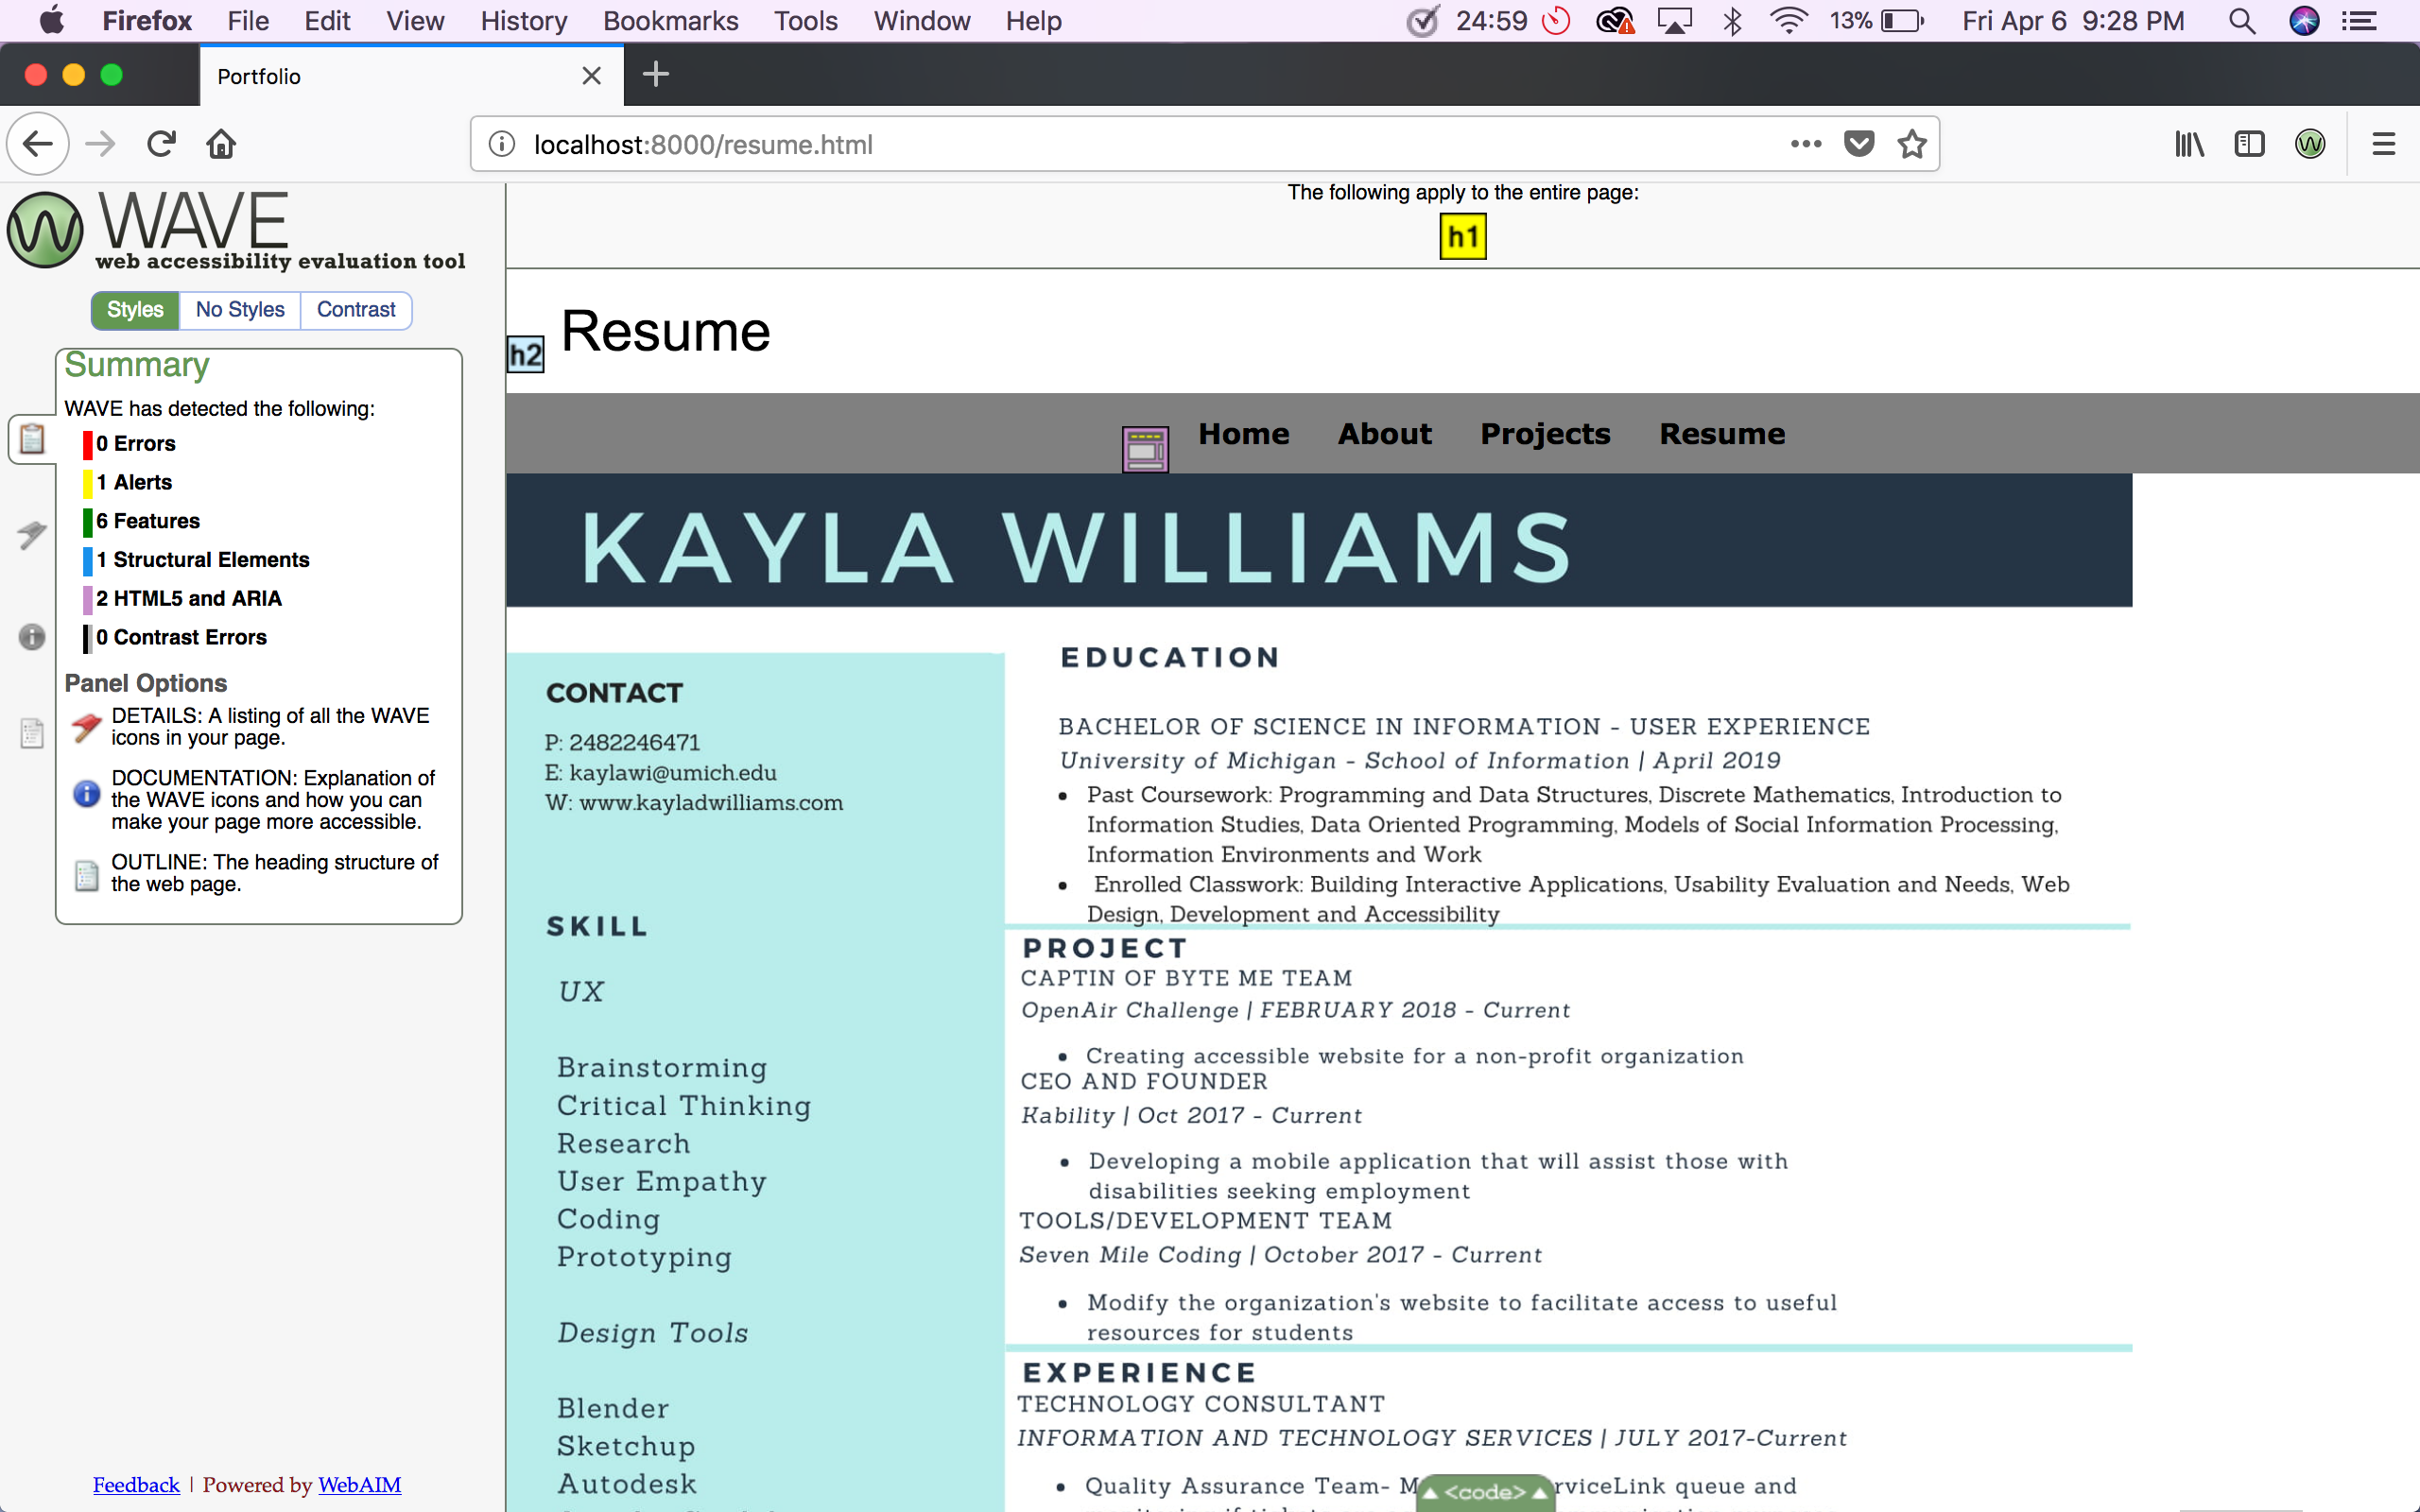 Firefox File Edit View History Bookmarks Tools Window Help 24:59 13% Fri Apr 6 9:28 PM
Portfolio
localhost:8000/resume.html
WAVE
web accessibility evaluation tool
Styles No Styles Contrast
Summary
WAVE has detected the following:
0 Errors
1 Alerts
6 Features
1 Structural Elements
2 HTML5 and ARIA
0 Contrast Errors
Panel Options
DETAILS: A listing of all the WAVE
icons in your page.
DOCUMENTATION: Explanation of
the WAVE icons and how you can
make your page more accessible.
OUTLINE: The heading structure of
the web page.
Feedback | Powered by WebAIM
The following apply to the entire page:
h1
h2 Resume
Home About Projects Resume
KAYLA WILLIAMS
CONTACT
P: 2482246471
E: kaylawi@umich.edu
W: www.kayladwilliams.com
SKILL
UX
Brainstorming
Critical Thinking
Research
User Empathy
Coding
Prototyping
Design Tools
Blender
Sketchup
Autodesk
EDUCATION
BACHELOR OF SCIENCE IN INFORMATION - USER EXPERIENCE
University of Michigan - School of Information | April 2019
• Past Coursework: Programming and Data Structures, Discrete Mathematics, Introduction to
Information Studies, Data Oriented Programming, Models of Social Information Processing,
Information Environments and Work
• Enrolled Classwork: Building Interactive Applications, Usability Evaluation and Needs, Web
Design, Development and Accessibility
PROJECT
CAPTIN OF BYTE ME TEAM
OpenAir Challenge | FEBRUARY 2018 - Current
• Creating accessible website for a non-profit organization
CEO AND FOUNDER
Kability | Oct 2017 - Current
• Developing a mobile application that will assist those with
disabilities seeking employment
TOOLS/DEVELOPMENT TEAM
Seven Mile Coding | October 2017 - Current
• Modify the organization's website to facilitate access to useful
resources for students
EXPERIENCE
TECHNOLOGY CONSULTANT
INFORMATION AND TECHNOLOGY SERVICES | JULY 2017-Current
• Quality Assurance Team- M rviceLink queue and
<code>